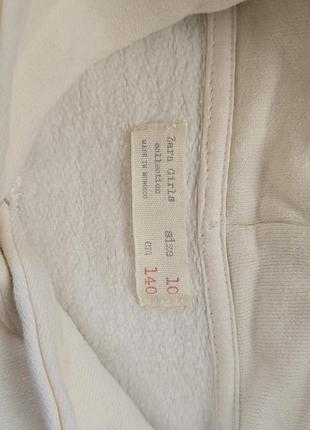 Zara Girls
collection
MADE IN MOROCCO
size 10
cm 140